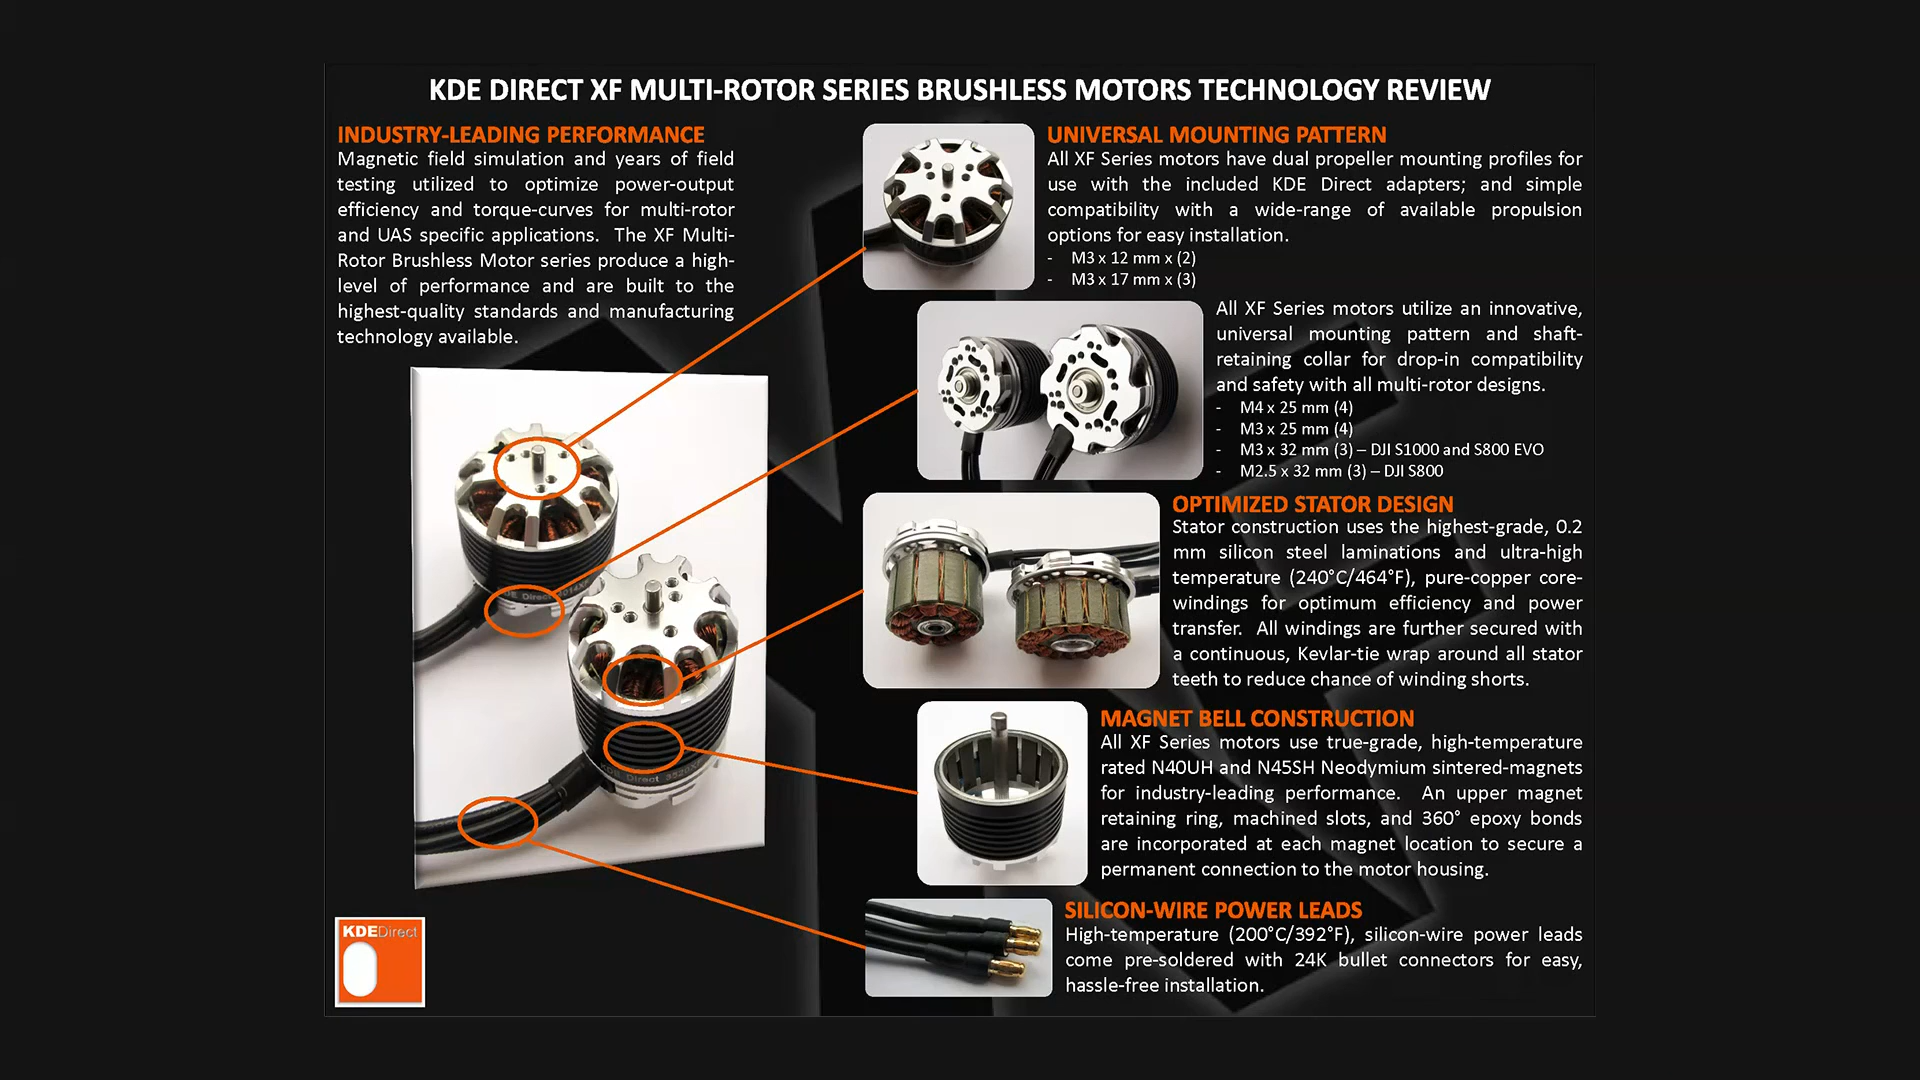 KDE DIRECT XF MULTI-ROTOR SERIES BRUSHLESS MOTORS TECHNOLOGY REVIEW
INDUSTRY-LEADING PERFORMANCE
Magnetic field simulation and years of field
testing utilized to optimize power-output
efficiency and torque-curves for multi-rotor
and UAS specific applications. The XF Multi-
Rotor Brushless Motor series produce a high-
level of performance and are built to the
highest-quality standards and manufacturing
technology available.
UNIVERSAL MOUNTING PATTERN
All XF Series motors have dual propeller mounting profiles for
use with the included KDE Direct adapters; and simple
compatibility with a wide-range of available propulsion
options for easy installation.
- M3 x 12 mm x (2)
- M3 x 17 mm x (3)
All XF Series motors utilize an innovative,
universal mounting pattern and shaft-
retaining collar for drop-in compatibility
and safety with all multi-rotor designs.
- M4 x 25 mm (4)
- M3 x 25 mm (4)
- M3 x 32 mm (3) – DJI S1000 and S800 EVO
- M2.5 x 32 mm (3) – DJI S800
OPTIMIZED STATOR DESIGN
Stator construction uses the highest-grade, 0.2
mm silicon steel laminations and ultra-high
temperature (240°C/464°F), pure-copper core-
windings for optimum efficiency and power
transfer. All windings are further secured with
a continuous, Kevlar-tie wrap around all stator
teeth to reduce chance of winding shorts.
MAGNET BELL CONSTRUCTION
All XF Series motors use true-grade, high-temperature
rated N40UH and N45SH Neodymium sintered-magnets
for industry-leading performance. An upper magnet
retaining ring, machined slots, and 360° epoxy bonds
are incorporated at each magnet location to secure a
permanent connection to the motor housing.
SILICON-WIRE POWER LEADS
High-temperature (200°C/392°F), silicon-wire power leads
come pre-soldered with 24K bullet connectors for easy,
hassle-free installation.
KDE Direct
KDEDirect